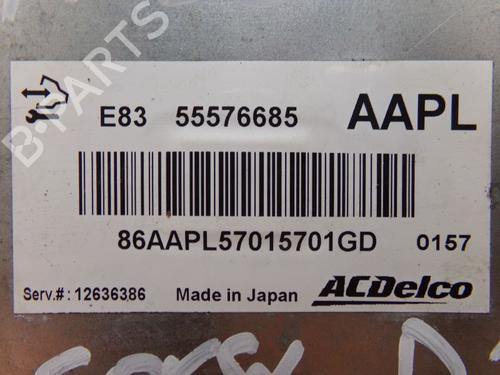 E83 55576685 AAPL
86AAPL57015701GD 0157
Serv.#: 12636386 Made in Japan ACDelco
B-PARTS